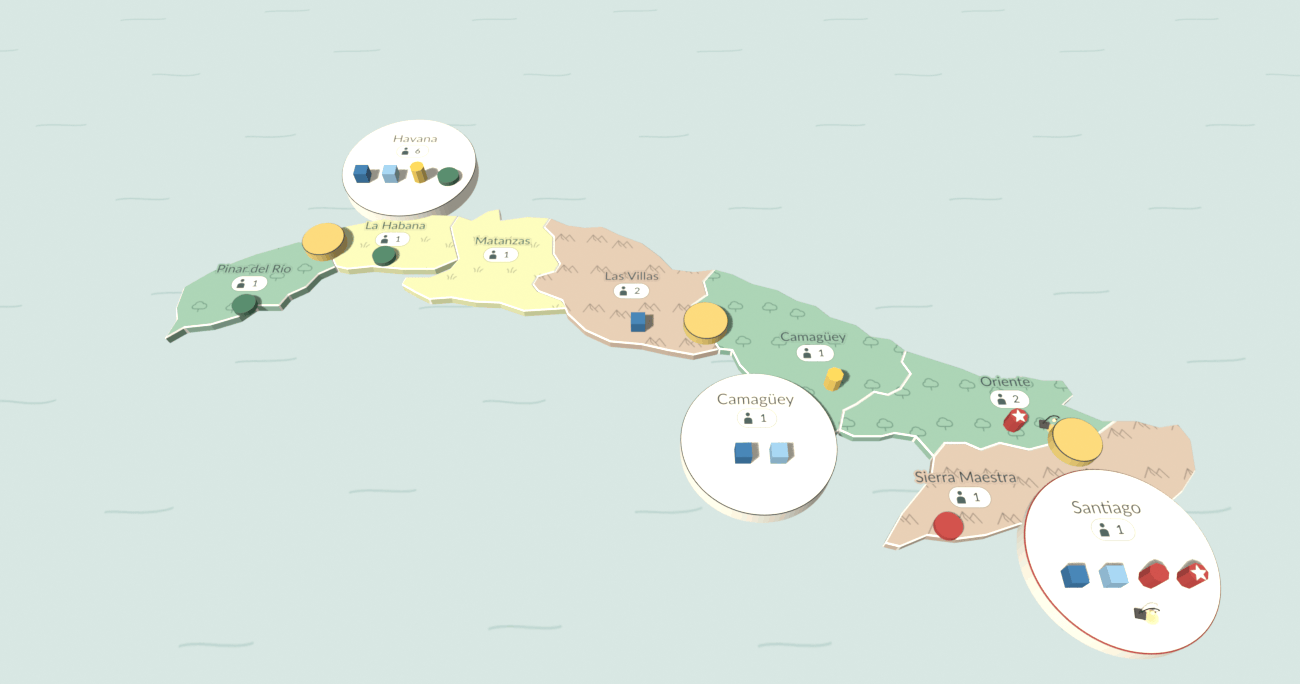 Havana
6
La Habana
1
Pinar del Río
1
Matanzas
1
Las Villas
2
Camagüey
1
Oriente
2
Camagüey
1
Sierra Maestra
1
Santiago
1